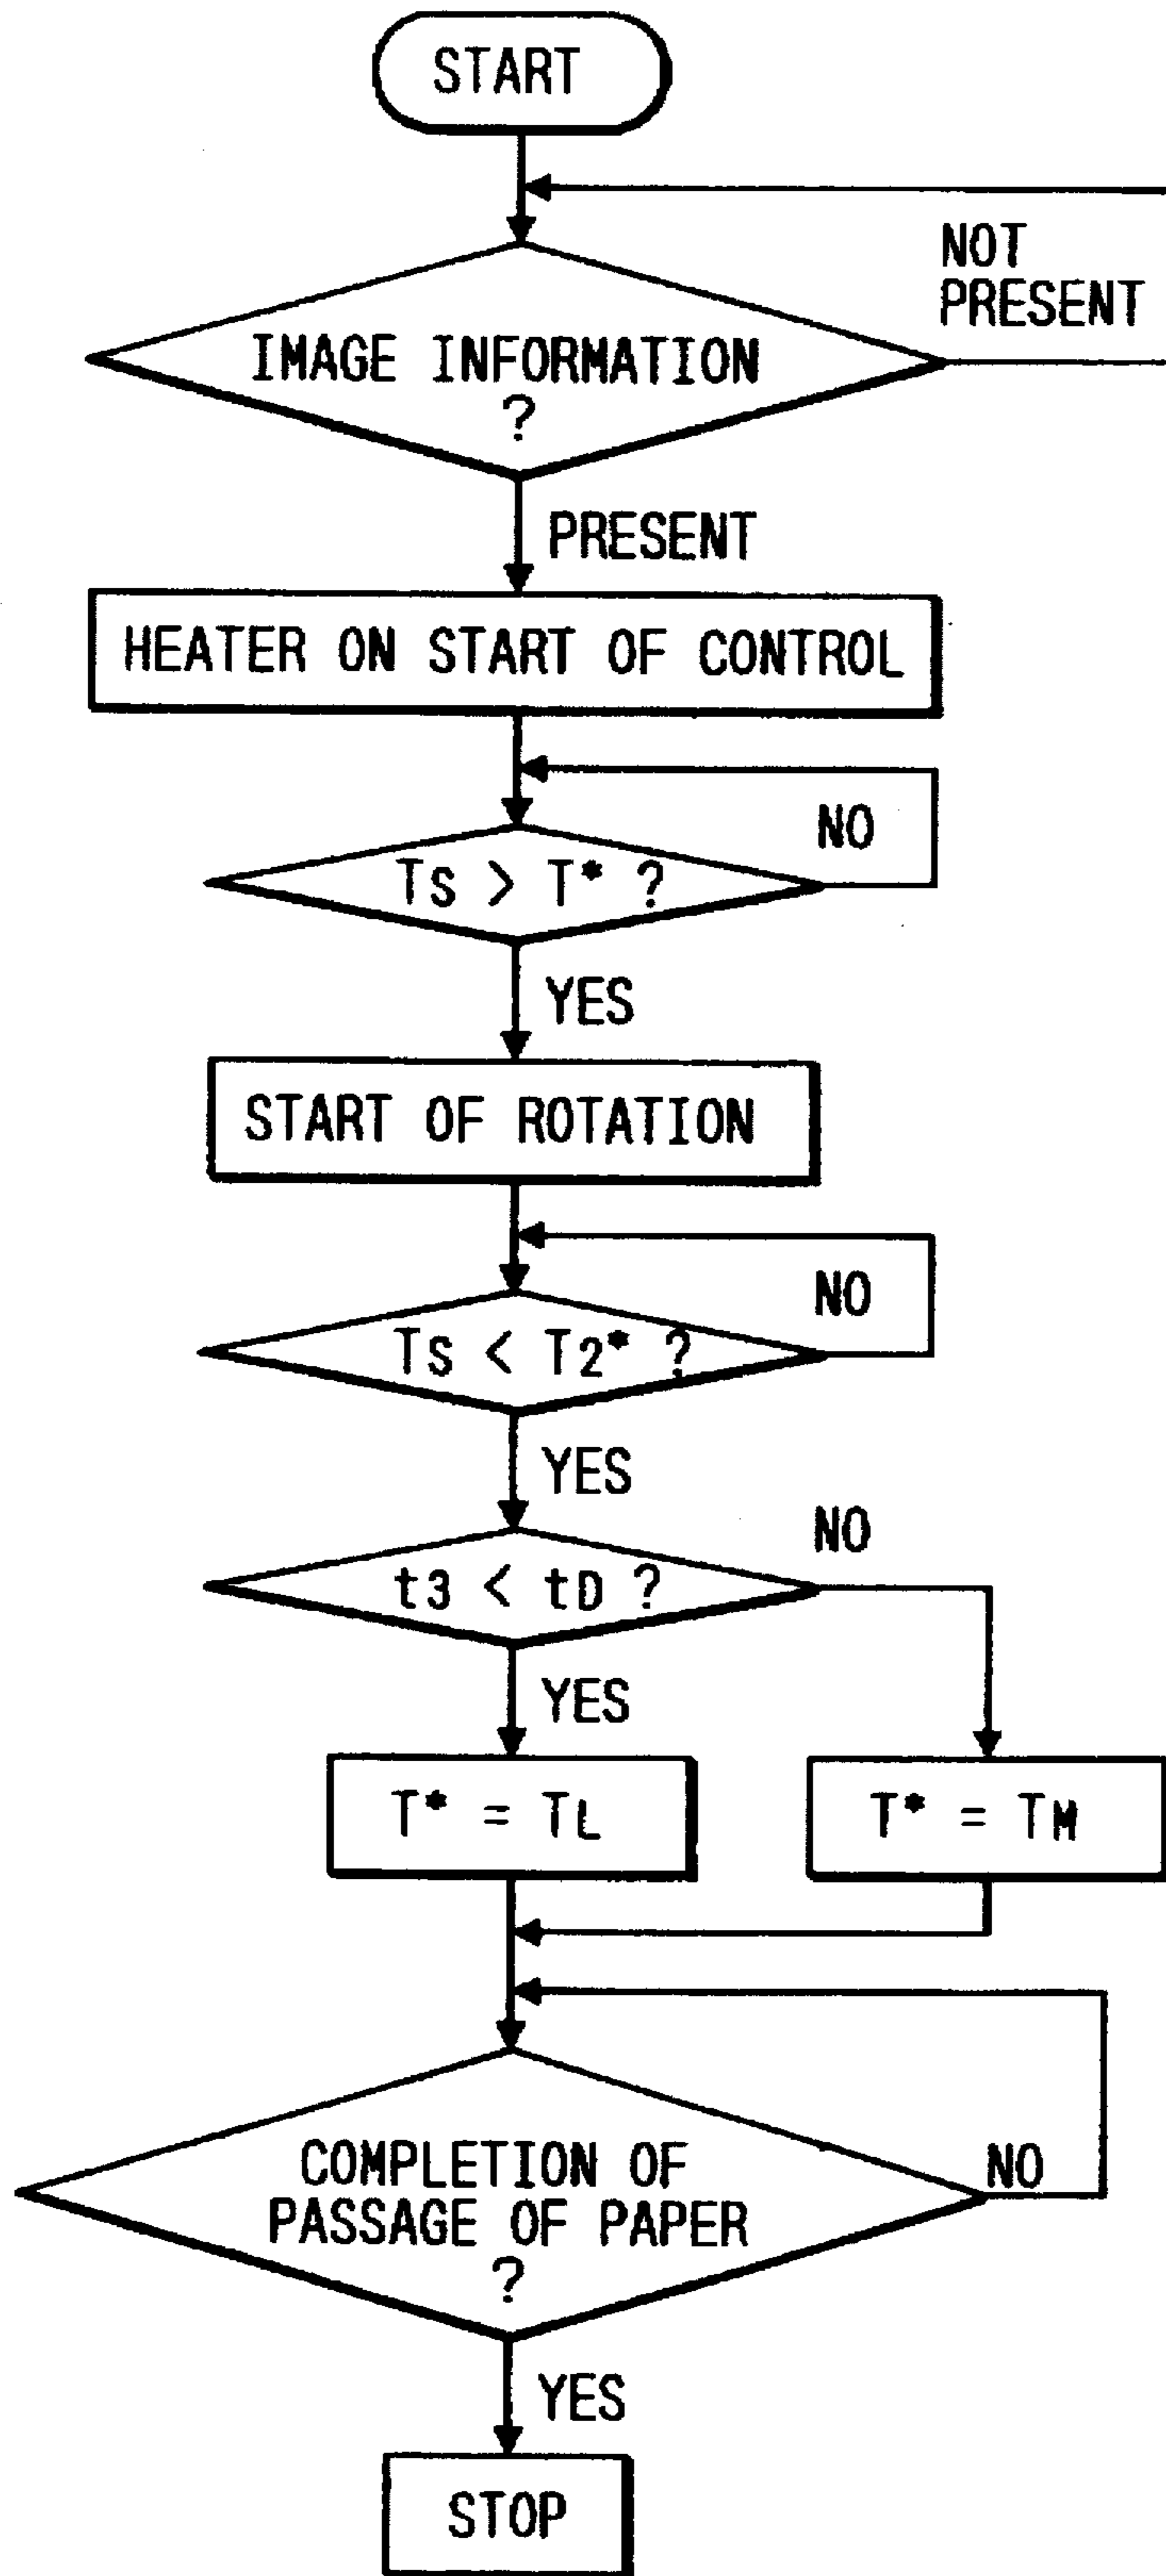 START
NOT
PRESENT
IMAGE INFORMATION
?
PRESENT
HEATER ON START OF CONTROL
NO
Ts > T* ?
YES
START OF ROTATION
NO
Ts < T2* ?
YES
NO
t3 < tD ?
YES
T* = TL
T* = TM
COMPLETION OF
PASSAGE OF PAPER
?
NO
YES
STOP